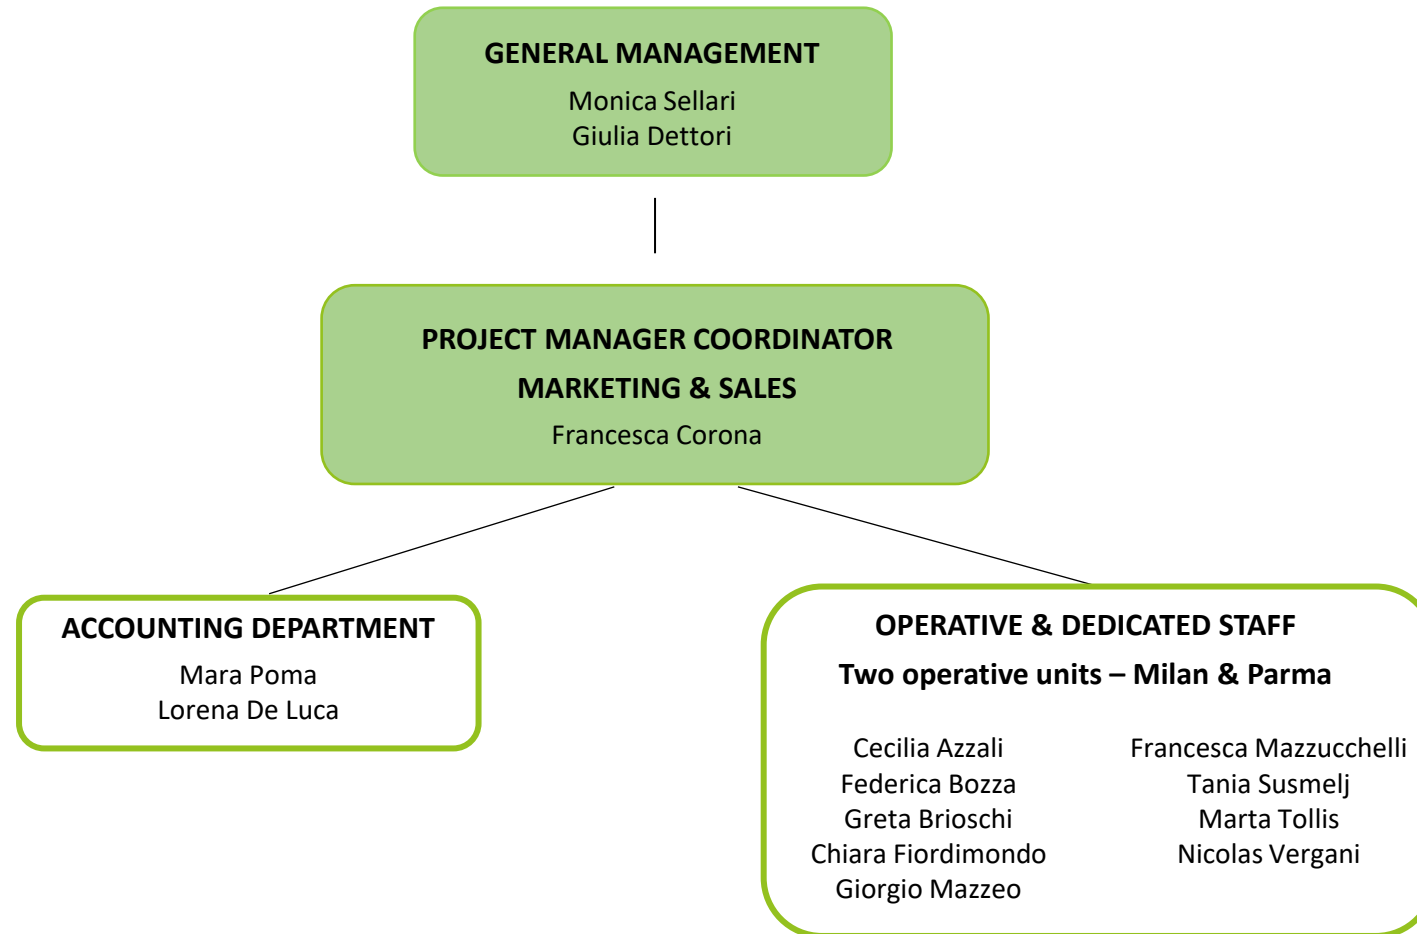 GENERAL MANAGEMENT
Monica Sellari
Giulia Dettori
PROJECT MANAGER COORDINATOR
MARKETING & SALES
Francesca Corona
ACCOUNTING DEPARTMENT
Mara Poma
Lorena De Luca
OPERATIVE & DEDICATED STAFF
Two operative units – Milan & Parma
Cecilia Azzali
Federica Bozza
Greta Brioschi
Chiara Fiordimondo
Giorgio Mazzeo
Francesca Mazzucchelli
Tania Susmelj
Marta Tollis
Nicolas Vergani